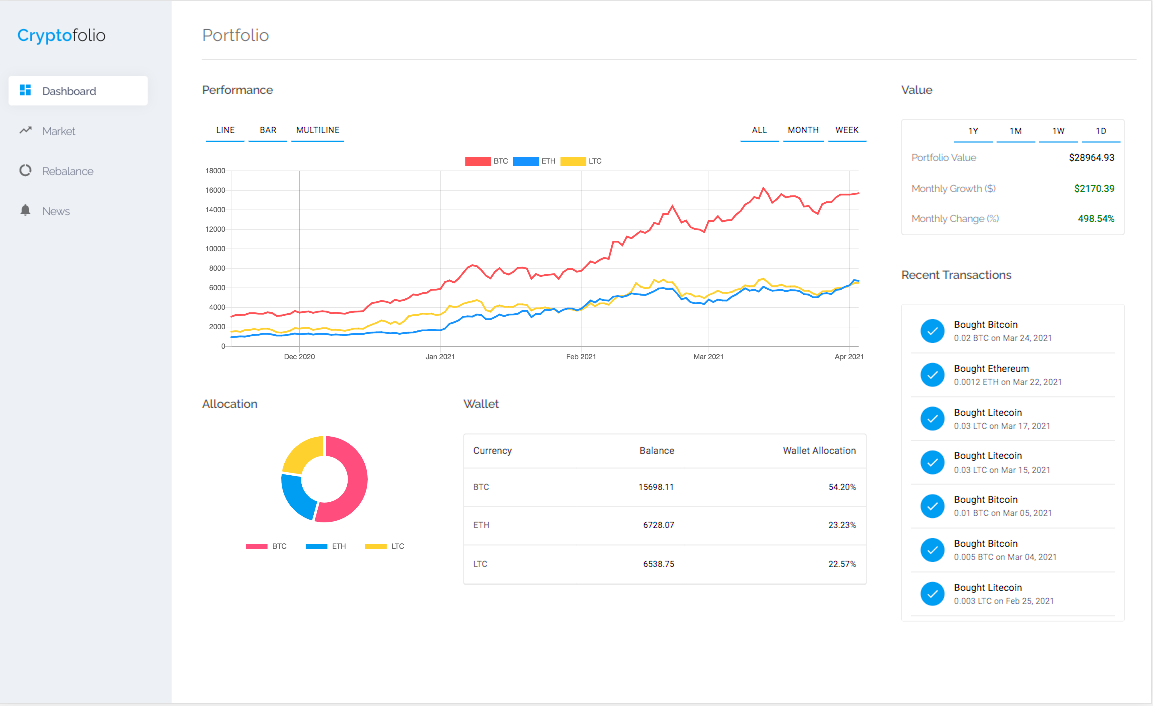 Cryptofolio
Dashboard
Market
Rebalance
News
Portfolio
Performance
LINE BAR MULTILINE
ALL MONTH WEEK
BTC ETH LTC
18000
16000
14000
12000
10000
8000
6000
4000
2000
0
Dec 2020 Jan 2021 Feb 2021 Mar 2021 Apr 2021
Allocation
BTC ETH LTC
Wallet
Currency Balance Wallet Allocation
BTC 15698.11 54.20%
ETH 6728.07 23.23%
LTC 6538.75 22.57%
Value
1Y 1M 1W 1D
Portfolio Value $28964.93
Monthly Growth ($) $2170.39
Monthly Change (%) 498.54%
Recent Transactions
Bought Bitcoin
0.02 BTC on Mar 24, 2021
Bought Ethereum
0.0012 ETH on Mar 22, 2021
Bought Litecoin
0.03 LTC on Mar 17, 2021
Bought Litecoin
0.03 LTC on Mar 15, 2021
Bought Bitcoin
0.01 BTC on Mar 05, 2021
Bought Bitcoin
0.005 BTC on Mar 04, 2021
Bought Litecoin
0.003 LTC on Feb 25, 2021